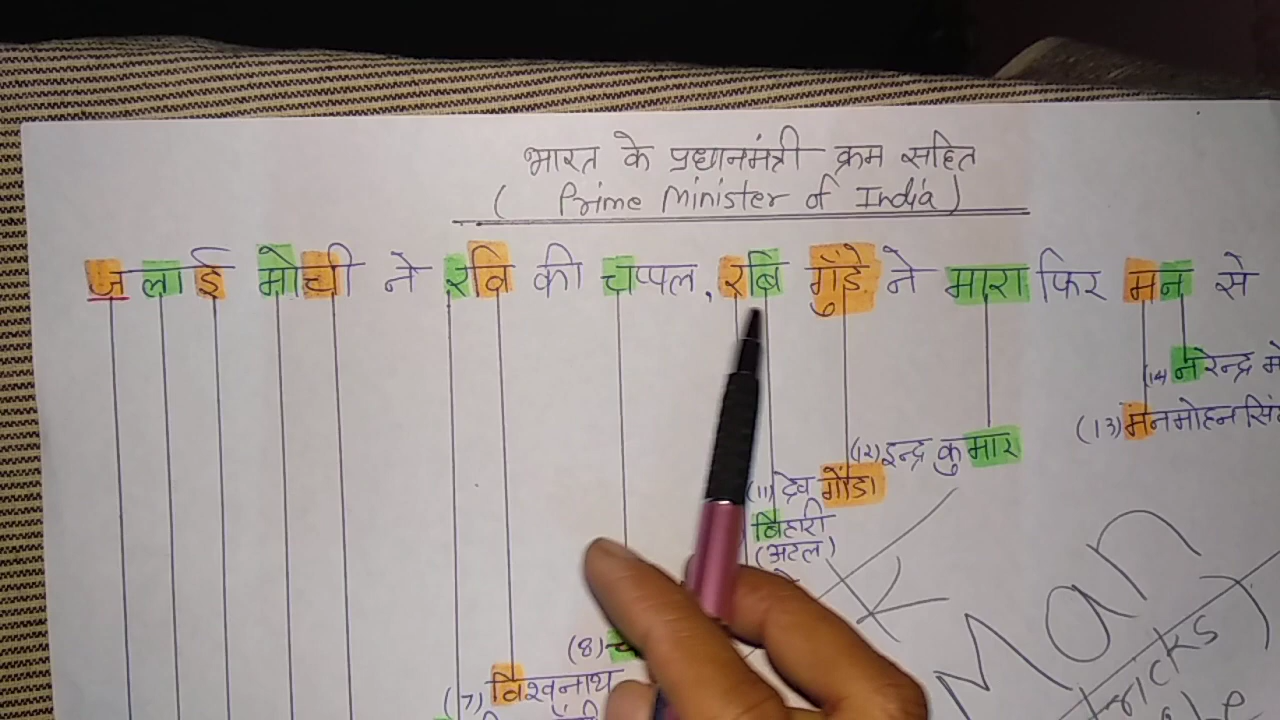 भारत के प्रधानमंत्री क्रम सहित
( Prime Minister of India )
ज लाई मोची ने रवि की चप्पल, रबि गुंडे ने मारा फिर मन से
(14) नरेन्द्र मो
(13) मनमोहन सिं
(12) इन्द्र कुमार
(11) देव गौंडा
बिहारी
(अटल)
(8) च
(7) विश्वनाथ
K
Man